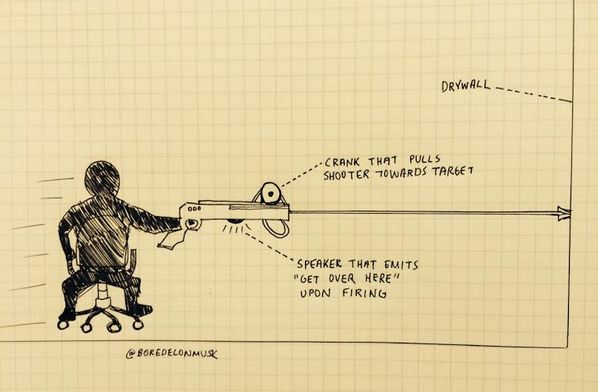 DRYWALL
CRANK THAT PULLS
SHOOTER TOWARDS TARGET
SPEAKER THAT EMITS
"GET OVER HERE"
UPON FIRING
@BOREDELONMUSK